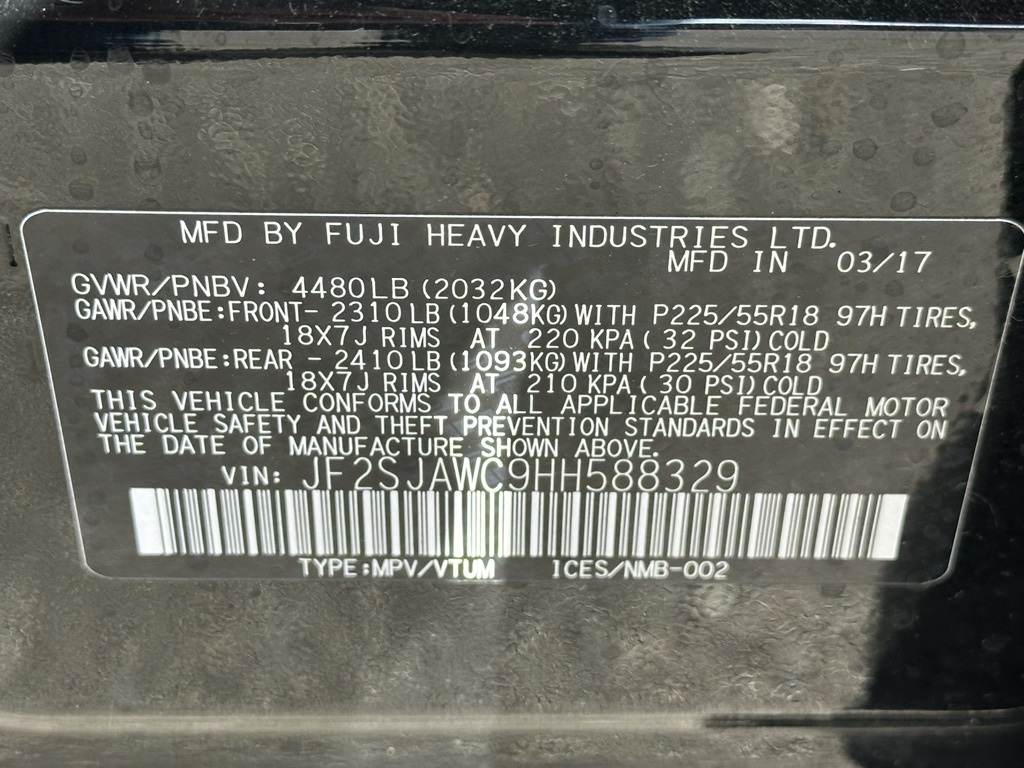 MFD BY FUJI HEAVY INDUSTRIES LTD.
MFD IN 03/17
GVWR/PNBV: 4480LB (2032KG)
GAWR/PNBE:FRONT- 2310LB (1048KG) WITH P225/55R18 97H TIRES,
18X7J RIMS AT 220 KPA ( 32 PSI) COLD
GAWR/PNBE:REAR - 2410LB (1093KG) WITH P225/55R18 97H TIRES,
18X7J RIMS AT 210 KPA ( 30 PSI) COLD
THIS VEHICLE CONFORMS TO ALL APPLICABLE FEDERAL MOTOR
VEHICLE SAFETY AND THEFT PREVENTION STANDARDS IN EFFECT ON
THE DATE OF MANUFACTURE SHOWN ABOVE.
VIN: JF2SJAWC9HH588329
TYPE:MPV/VTUM ICES/NMB-002